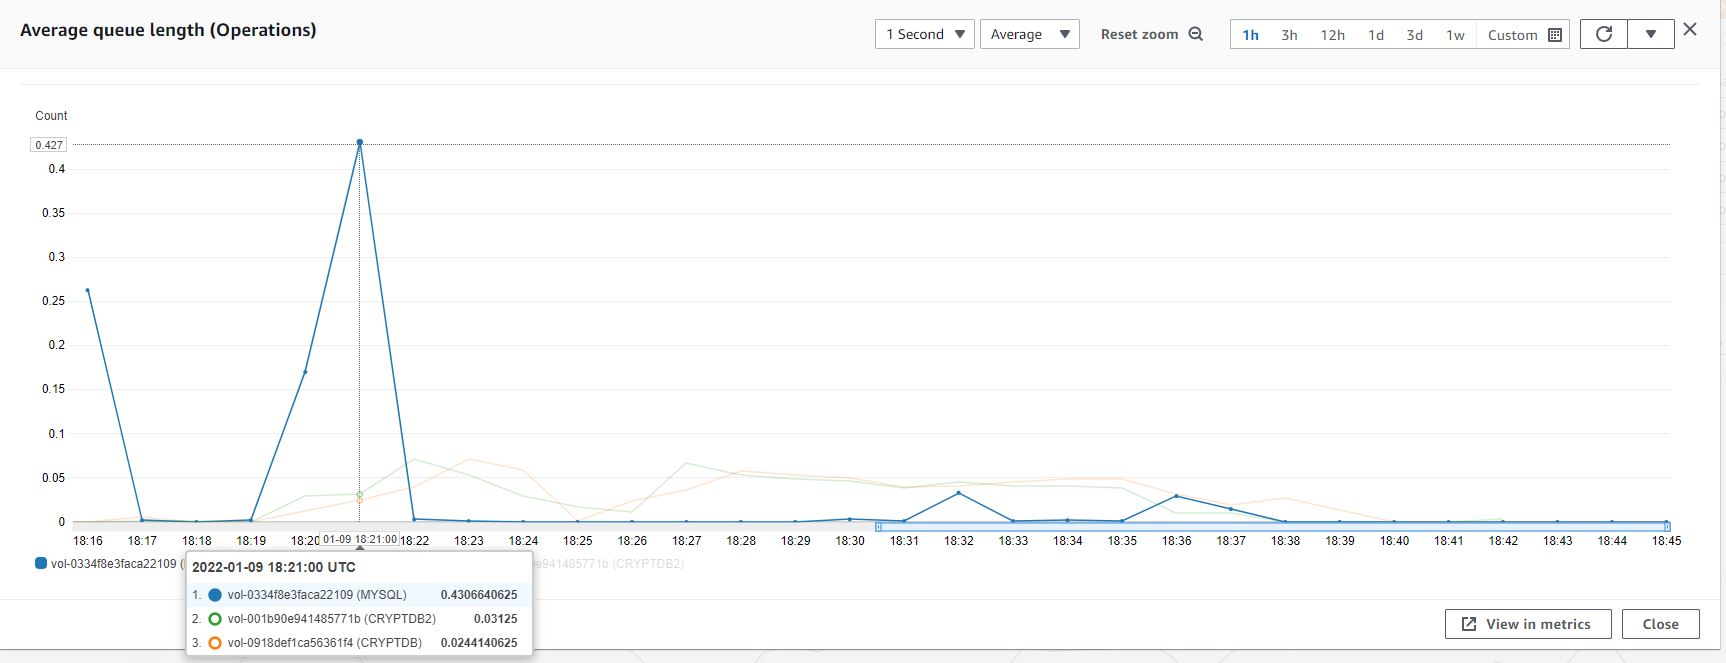 Average queue length (Operations)
1 Second
Average
Reset zoom
1h 3h 12h 1d 3d 1w Custom
Count
0.427
0.4
0.35
0.3
0.25
0.2
0.15
0.1
0.05
0
18:16 18:17 18:18 18:19 18:20 01-09 18:21:00 18:22 18:23 18:24 18:25 18:26 18:27 18:28 18:29 18:30 18:31 18:32 18:33 18:34 18:35 18:36 18:37 18:38 18:39 18:40 18:41 18:42 18:43 18:44 18:45
vol-0334f8e3faca22109 ( e941485771b (CRYPTDB2)
2022-01-09 18:21:00 UTC
1. vol-0334f8e3faca22109 (MYSQL) 0.4306640625
2. vol-001b90e941485771b (CRYPTDB2) 0.03125
3. vol-0918def1ca56361f4 (CRYPTDB) 0.0244140625
View in metrics
Close